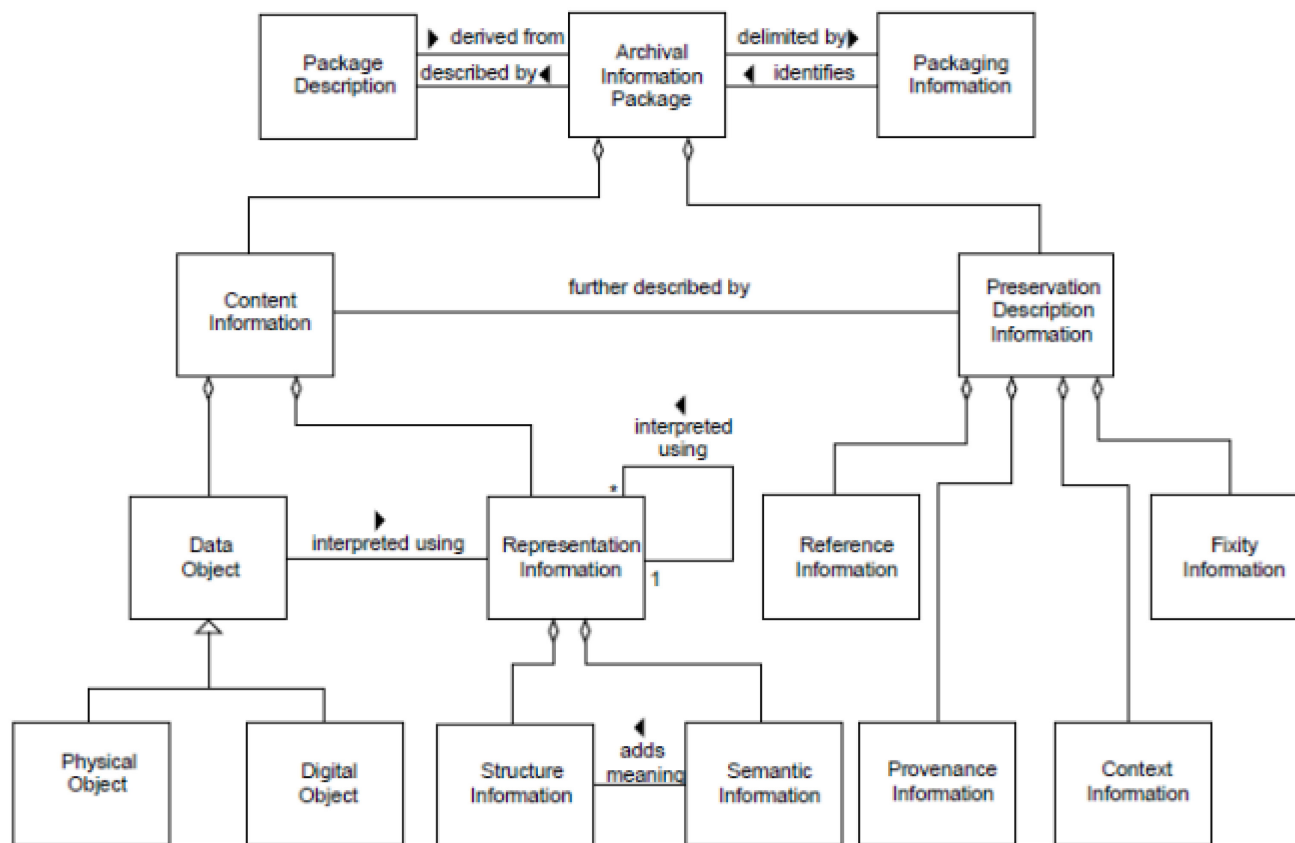 Package
Description
▶ derived from
described by ◀
Archival
Information
Package
delimited by ▶
◀ identifies
Packaging
Information
Content
Information
further described by
Preservation
Description
Information
◀
interpreted
using
*
1
Data
Object
▶
interpreted using
Representation
Information
Reference
Information
Fixity
Information
Physical
Object
Digital
Object
Structure
Information
◀
adds
meaning
Semantic
Information
Provenance
Information
Context
Information